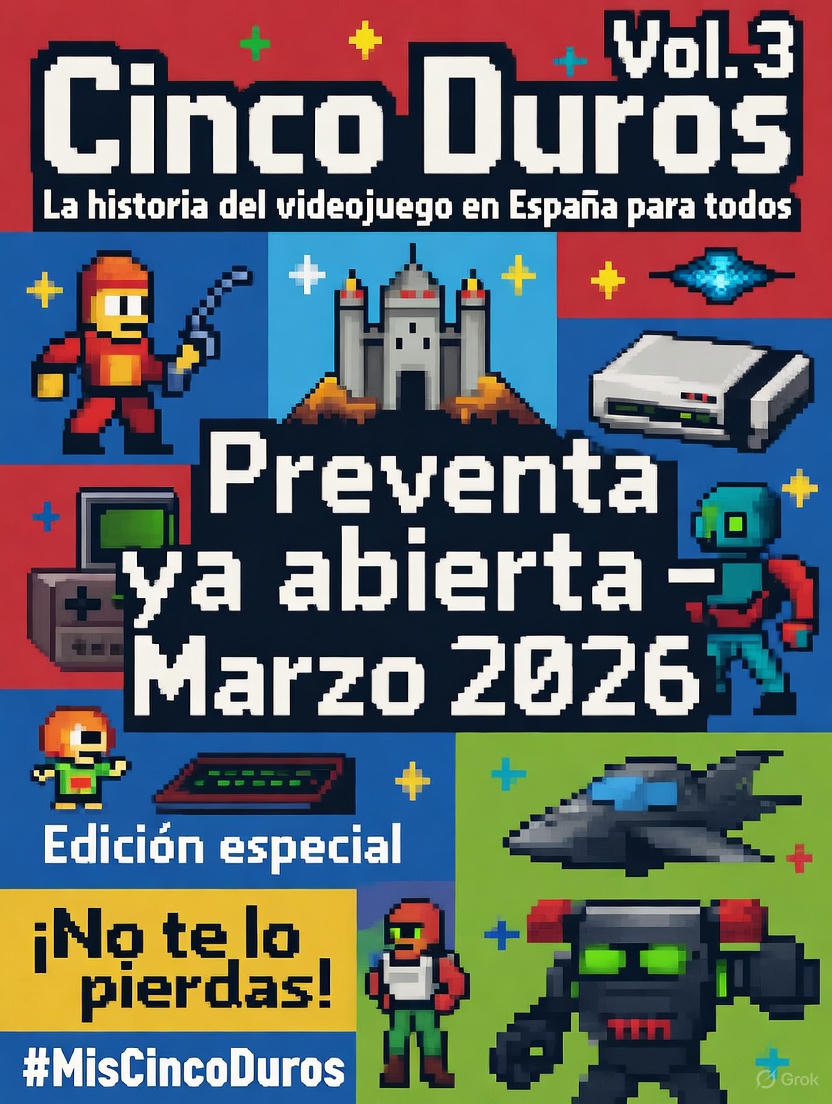 Vol. 3
Cinco Duros
La historia del videojuego en España para todos
Preventa
ya abierta –
Marzo 2026
Edición especial
¡No te lo
pierdas!
#MisCincoDuros
Grok